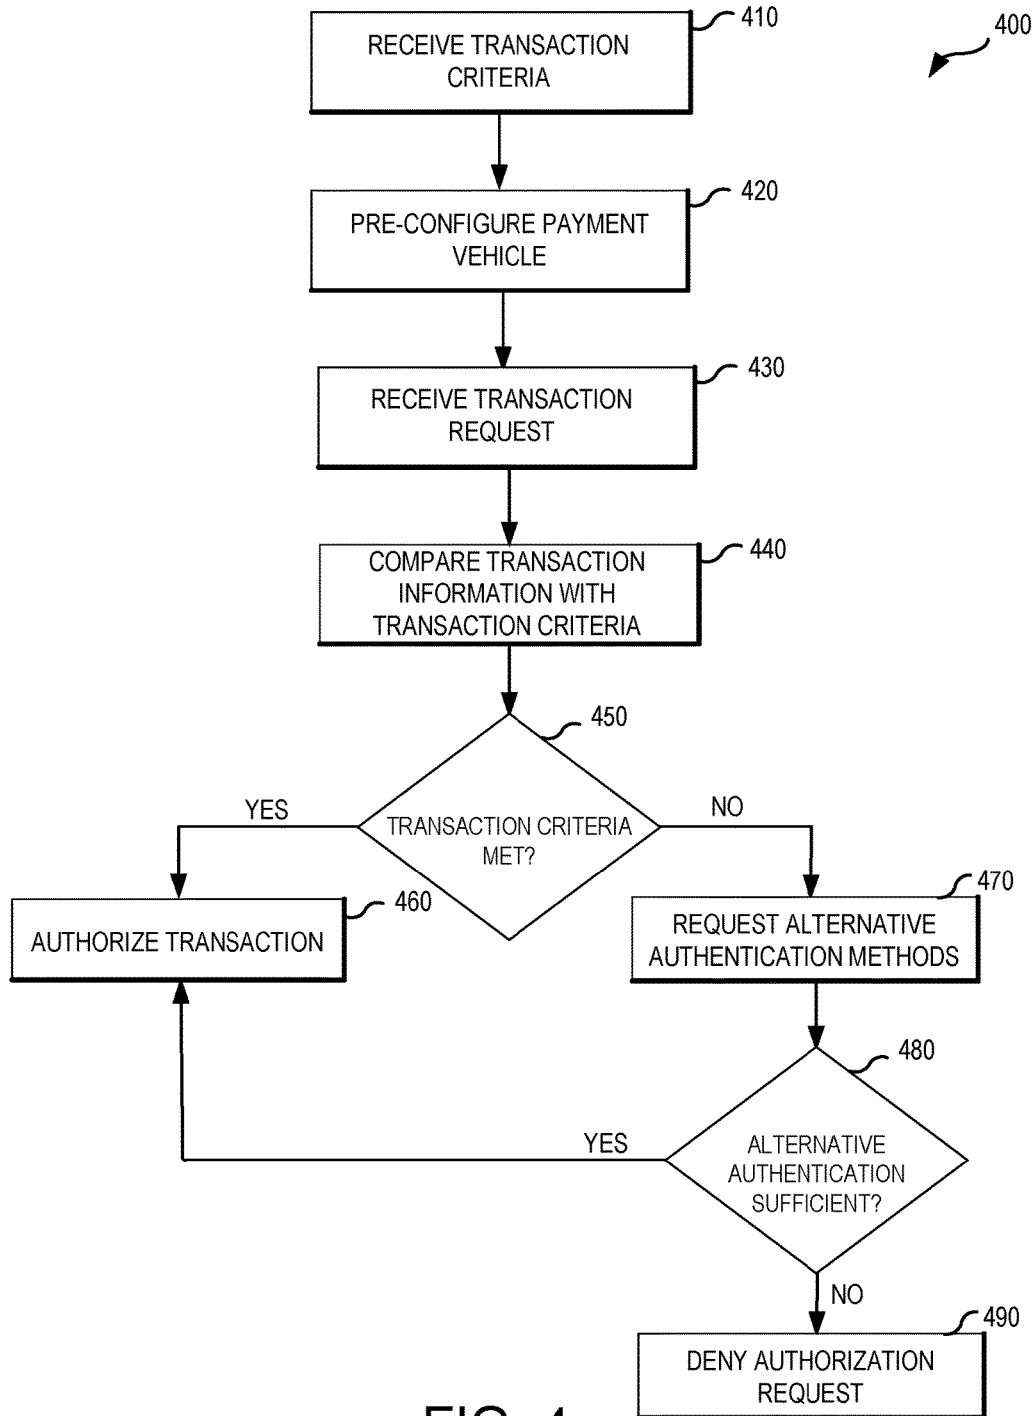 410
400
RECEIVE TRANSACTION
CRITERIA
420
PRE-CONFIGURE PAYMENT
VEHICLE
430
RECEIVE TRANSACTION
REQUEST
440
COMPARE TRANSACTION
INFORMATION WITH
TRANSACTION CRITERIA
450
YES
NO
TRANSACTION CRITERIA
MET?
460
470
AUTHORIZE TRANSACTION
REQUEST ALTERNATIVE
AUTHENTICATION METHODS
480
YES
ALTERNATIVE
AUTHENTICATION
SUFFICIENT?
NO
490
DENY AUTHORIZATION
REQUEST
FIG. 4